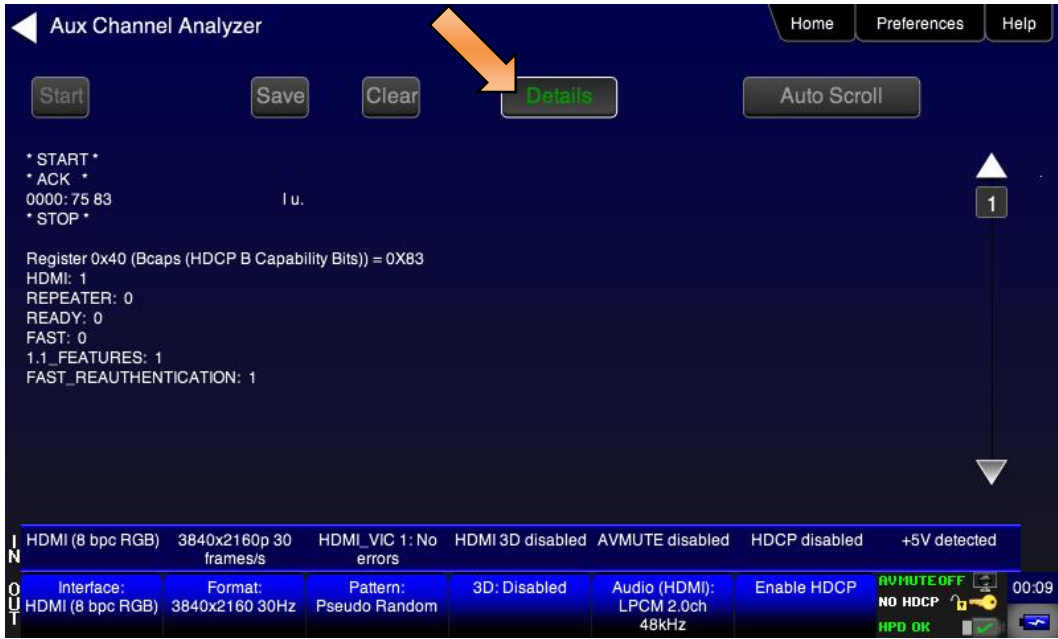 Aux Channel Analyzer
Home
Preferences
Help
Start
Save
Clear
Details
Auto Scroll
* START *
* ACK *
0000: 75 83 l u.
* STOP *
1
Register 0x40 (Bcaps (HDCP B Capability Bits)) = 0X83
HDMI: 1
REPEATER: 0
READY: 0
FAST: 0
1.1_FEATURES: 1
FAST_REAUTHENTICATION: 1
IN
HDMI (8 bpc RGB)
3840x2160p 30
frames/s
HDMI_VIC 1: No
errors
HDMI 3D disabled
AVMUTE disabled
HDCP disabled
+5V detected
OUT
Interface:
HDMI (8 bpc RGB)
Format:
3840x2160 30Hz
Pattern:
Pseudo Random
3D: Disabled
Audio (HDMI):
LPCM 2.0ch
48kHz
Enable HDCP
AVMUTE OFF
NO HDCP
HPD OK
00:09